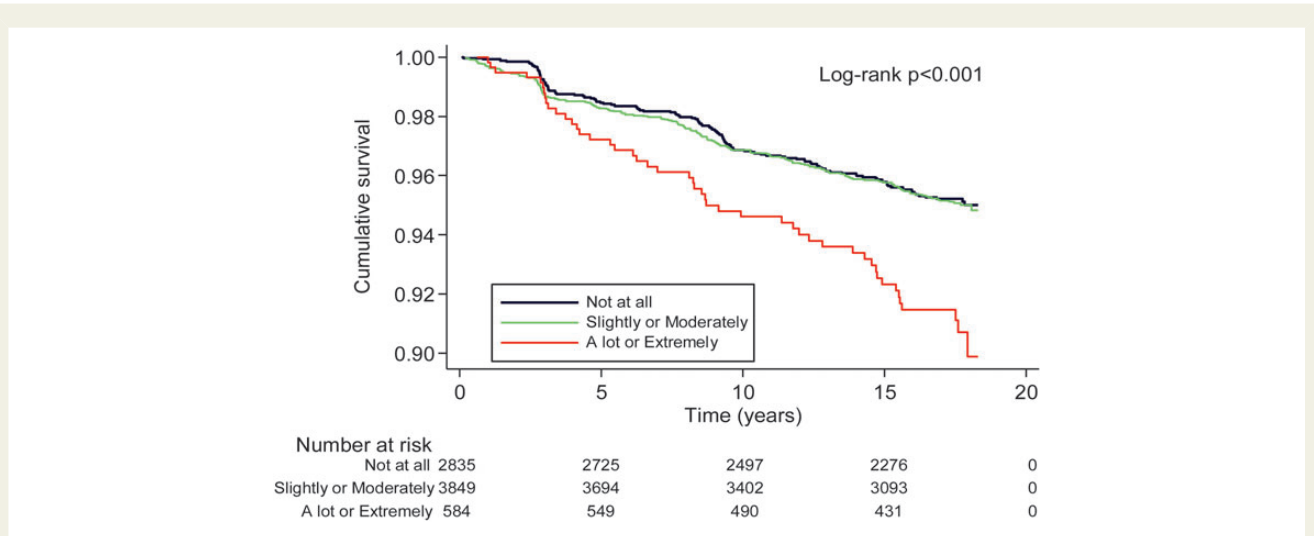 1.00
0.98
0.96
0.94
0.92
0.90
Cumulative survival
Log-rank p<0.001
Not at all
Slightly or Moderately
A lot or Extremely
0 5 10 15 20
Time (years)
Number at risk
Not at all 2835 2725 2497 2276 0
Slightly or Moderately 3849 3694 3402 3093 0
A lot or Extremely 584 549 490 431 0